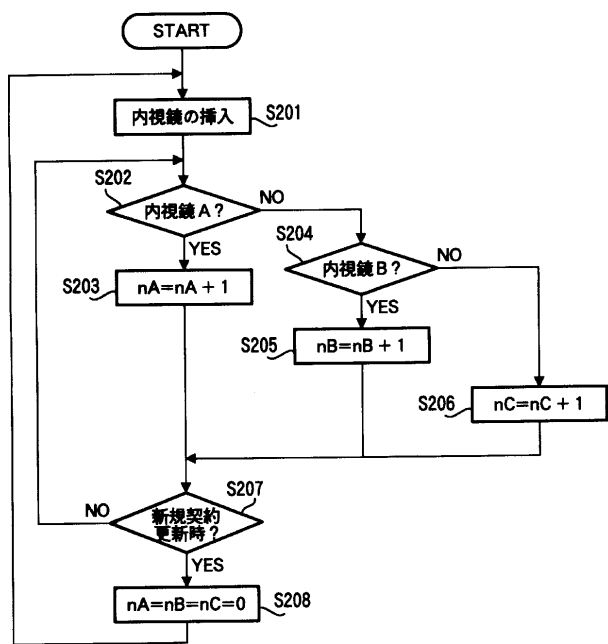 START
内視鏡の挿入
S201
S202
内視鏡A?
NO
YES
S203
nA=nA+1
S204
内視鏡B?
NO
YES
S205
nB=nB+1
S206
nC=nC+1
S207
新規契約
更新時?
NO
YES
nA=nB=nC=0
S208